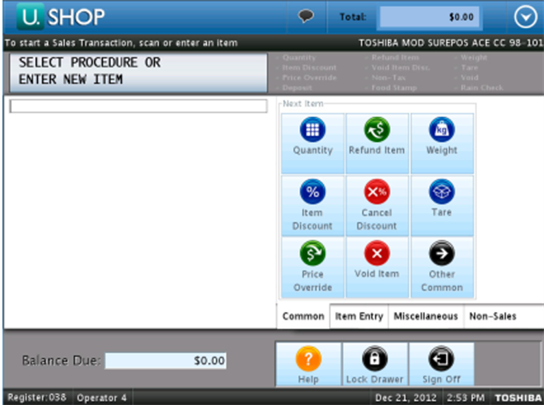 U. SHOP
Total: $0.00
To start a Sales Transaction, scan or enter an item
TOSHIBA MOD SUREPOS ACE CC 98-101
SELECT PROCEDURE OR
ENTER NEW ITEM
- Quantity - Refund Item - Weight
- Item Discount - Void Item Disc. - Tare
- Price Override - Non-Tax - Void
- Deposit - Food Stamp - Rain Check
Next Item
Quantity
Refund Item
kg
Weight
%
Item
Discount
%
Cancel
Discount
Tare
$
Price
Override
Void Item
Other
Common
Common Item Entry Miscellaneous Non-Sales
Balance Due: $0.00
?
Help
Lock Drawer
Sign Off
Register:038 Operator 4
Dec 21, 2012 2:53 PM TOSHIBA